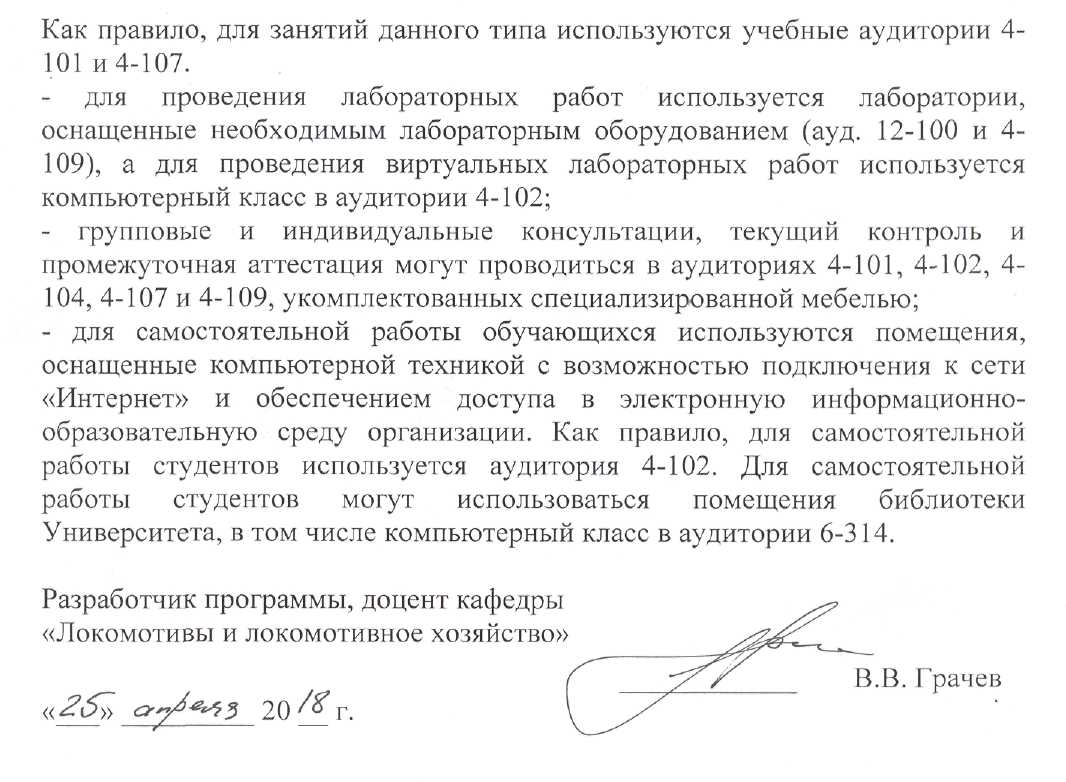 Как правило, для занятий данного типа используются учебные аудитории 4-
101 и 4-107.
- для проведения лабораторных работ используется лаборатории,
оснащенные необходимым лабораторным оборудованием (ауд. 12-100 и 4-
109), а для проведения виртуальных лабораторных работ используется
компьютерный класс в аудитории 4-102;
- групповые и индивидуальные консультации, текущий контроль и
промежуточная аттестация могут проводиться в аудиториях 4-101, 4-102, 4-
104, 4-107 и 4-109, укомплектованных специализированной мебелью;
- для самостоятельной работы обучающихся используются помещения,
оснащенные компьютерной техникой с возможностью подключения к сети
«Интернет» и обеспечением доступа в электронную информационно-
образовательную среду организации. Как правило, для самостоятельной
работы студентов используется аудитория 4-102. Для самостоятельной
работы студентов могут использоваться помещения библиотеки
Университета, в том числе компьютерный класс в аудитории 6-314.
Разработчик программы, доцент кафедры
«Локомотивы и локомотивное хозяйство»
В.В. Грачев
«25» апреля 2018 г.